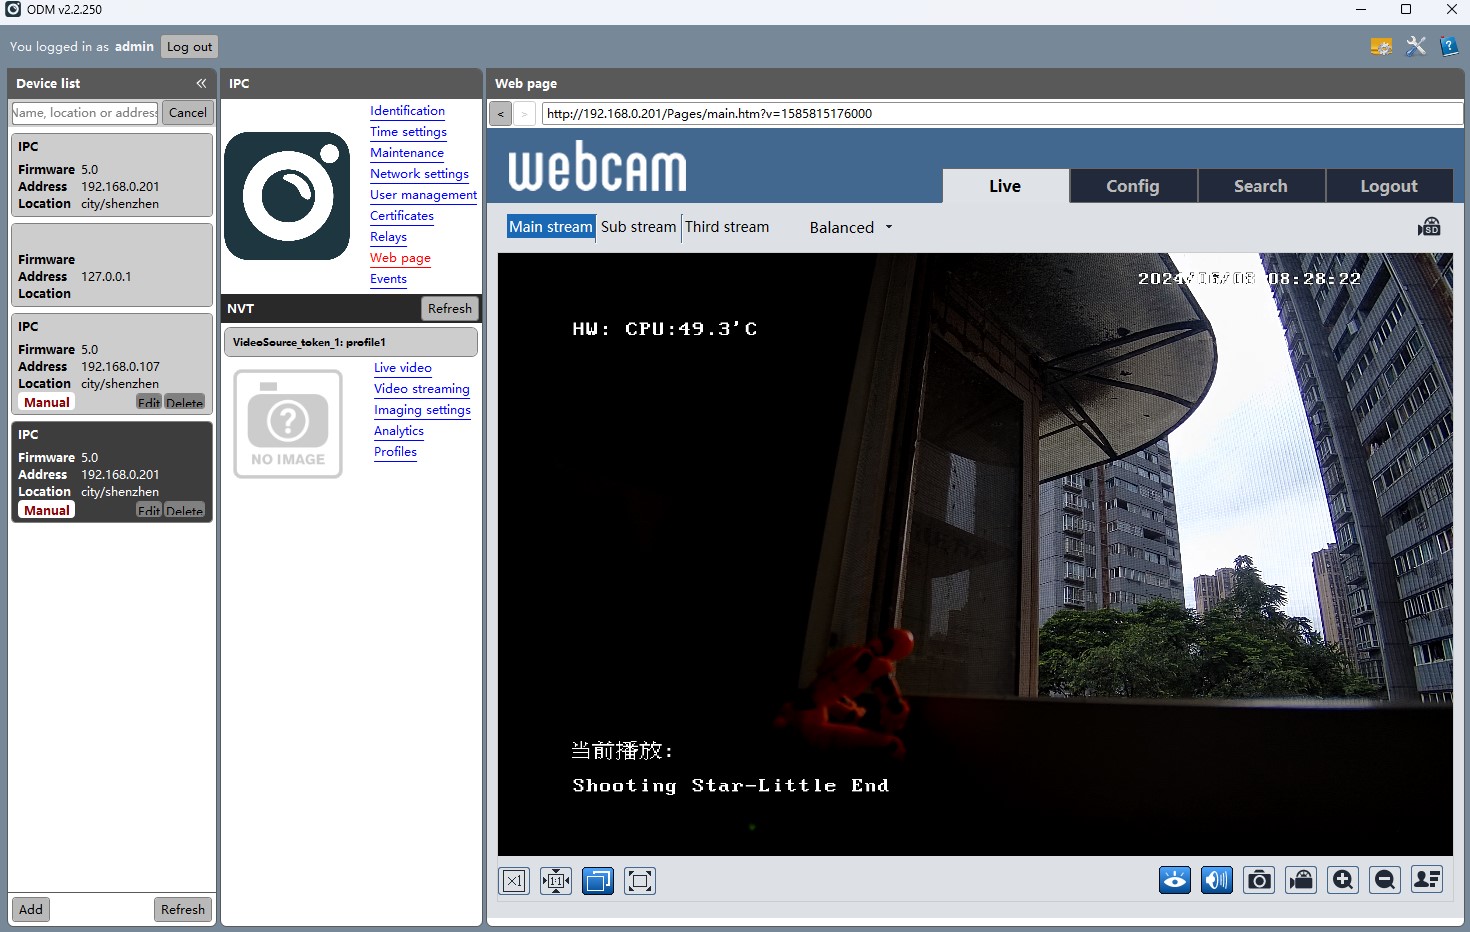 ODM v2.2.250
You logged in as admin
Log out
Device list
Name, location or address
Cancel
IPC
Firmware 5.0
Address 192.168.0.201
Location city/shenzhen
Firmware
Address 127.0.0.1
Location
IPC
Firmware 5.0
Address 192.168.0.107
Location city/shenzhen
Manual Edit Delete
IPC
Firmware 5.0
Address 192.168.0.201
Location city/shenzhen
Manual Edit Delete
Add
Refresh
IPC
Identification
Time settings
Maintenance
Network settings
User management
Certificates
Relays
Web page
Events
NVT
Refresh
VideoSource_token_1: profile1
NO IMAGE
Live video
Video streaming
Imaging settings
Analytics
Profiles
Web page
< >
http://192.168.0.201/Pages/main.htm?v=1585815176000
webcam
Live
Config
Search
Logout
Main stream
Sub stream
Third stream
Balanced
SD
2024/06/08 08:28:22
HW: CPU:49.3'C
当前播放:
Shooting Star-Little End
×1
1:1